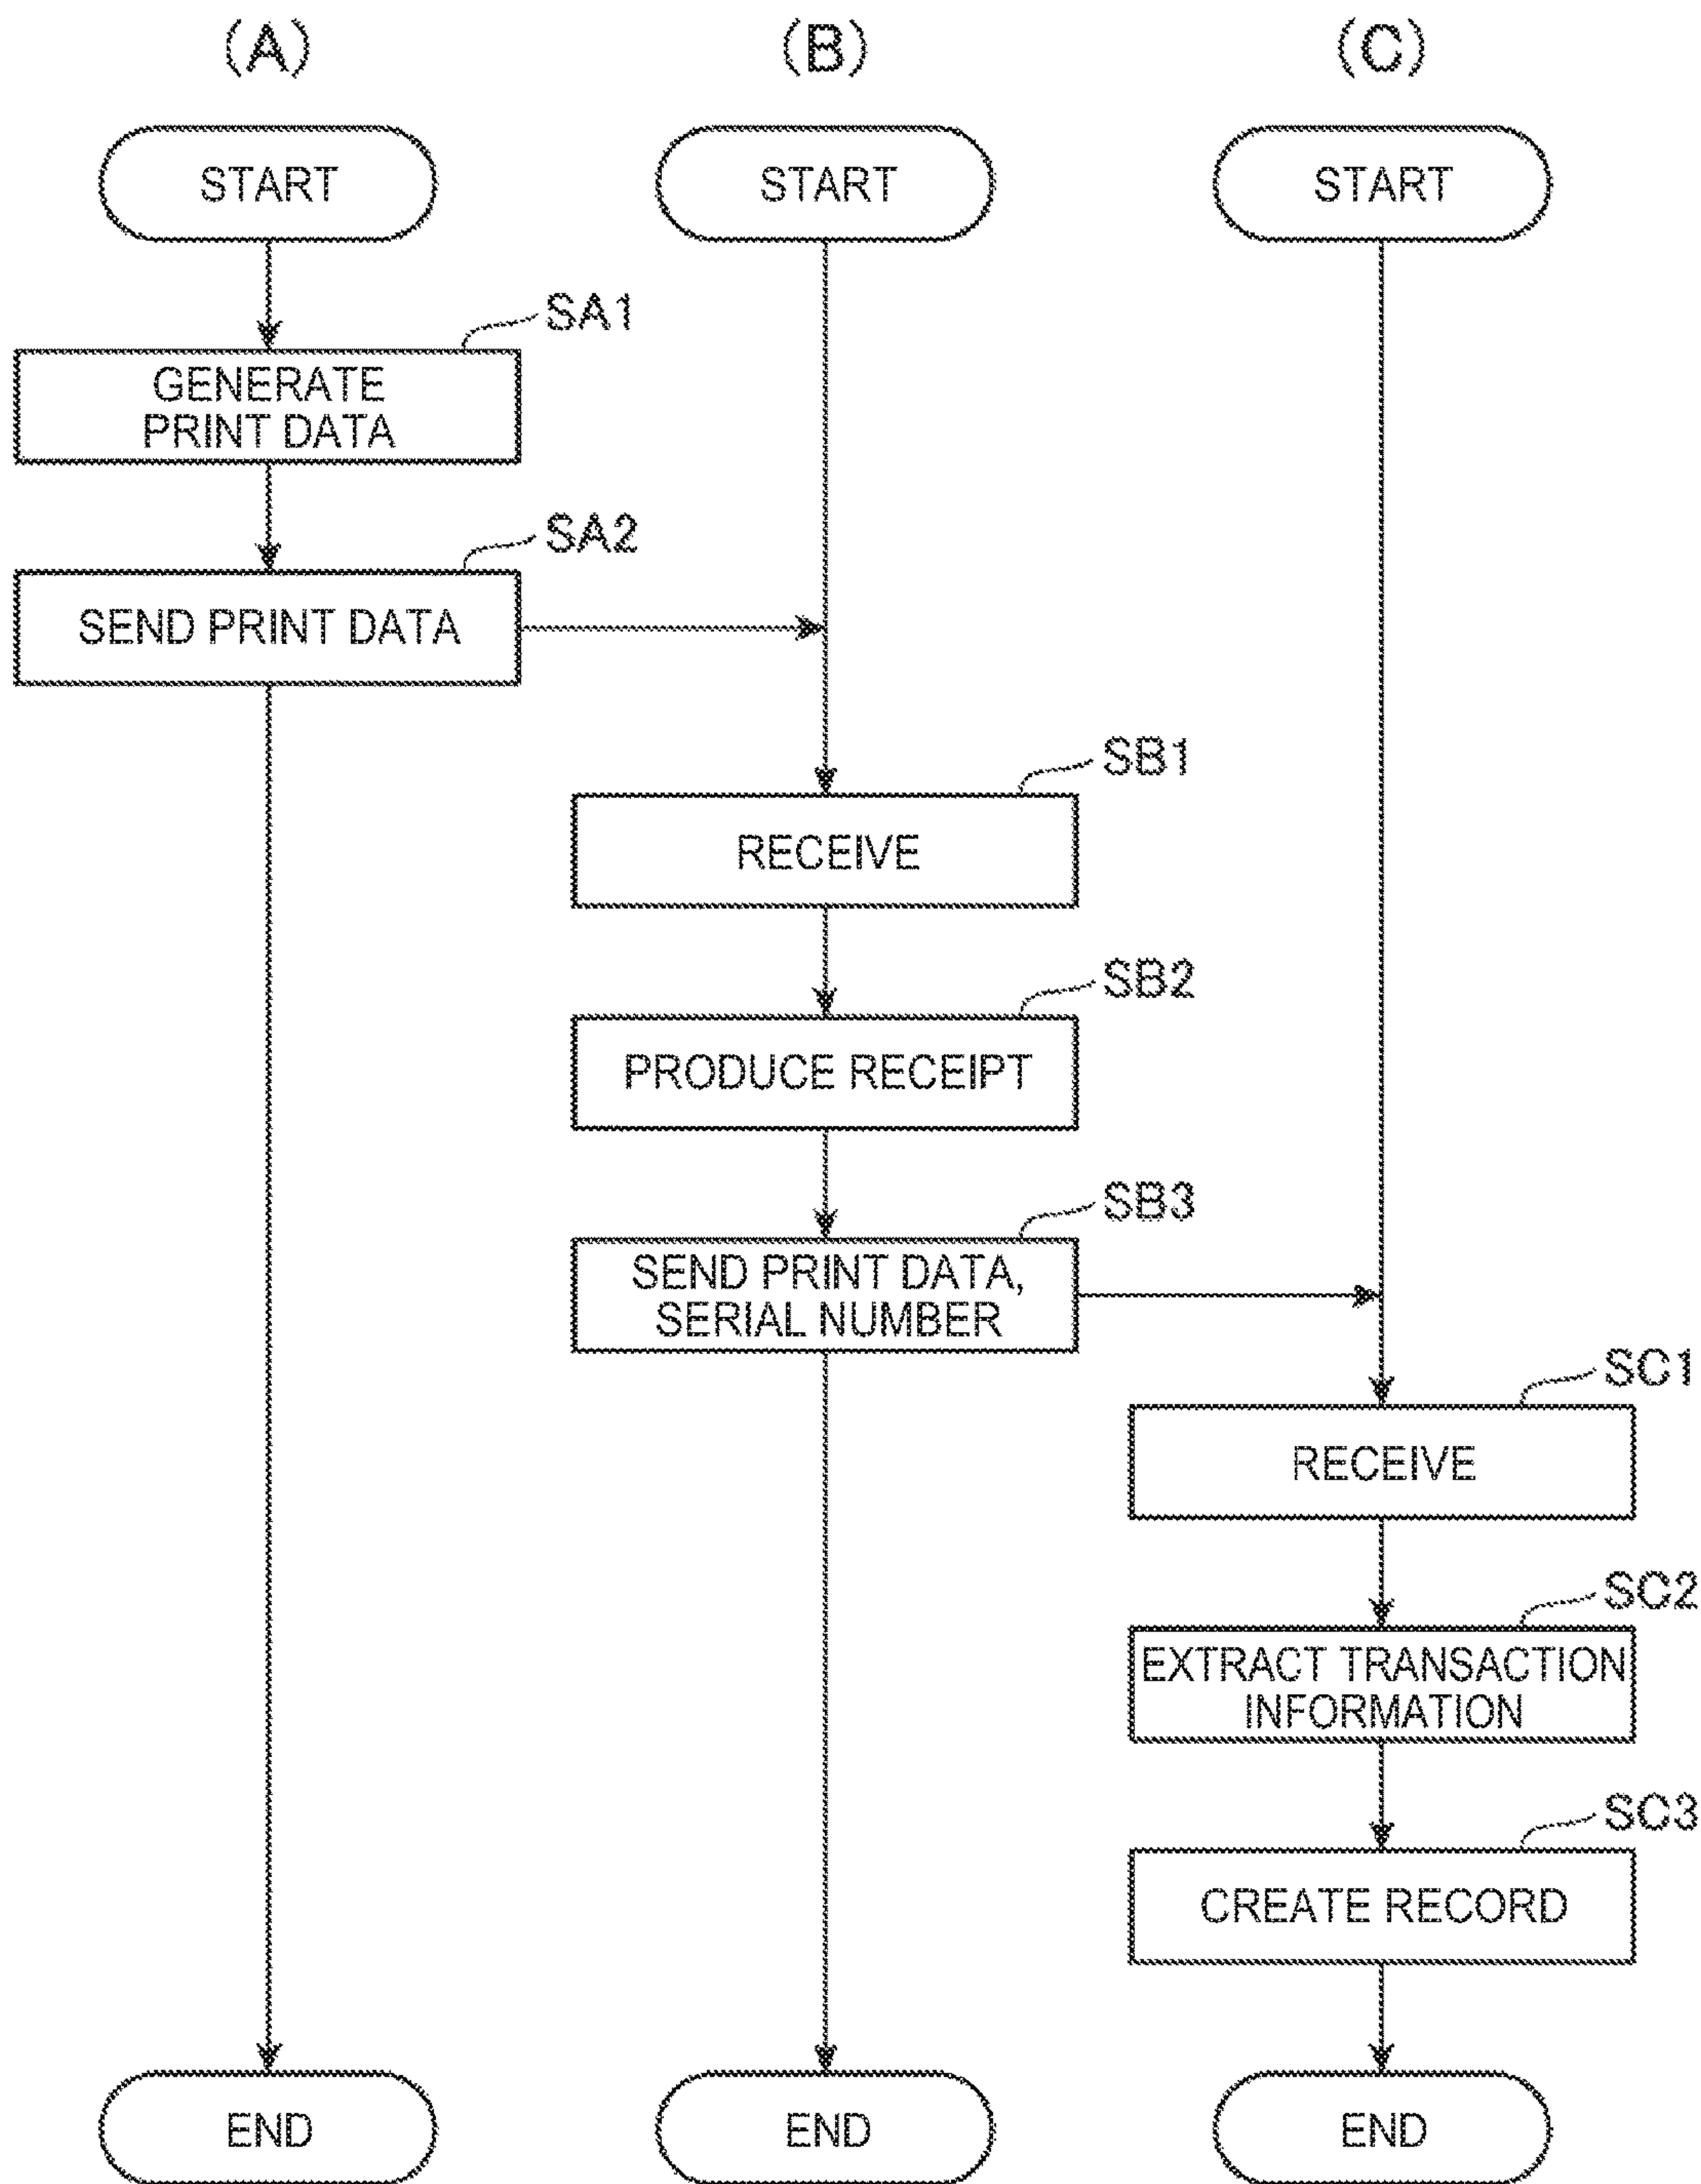 (A)
(B)
(C)
START
START
START
SA1
GENERATE
PRINT DATA
SA2
SEND PRINT DATA
SB1
RECEIVE
SB2
PRODUCE RECEIPT
SB3
SEND PRINT DATA,
SERIAL NUMBER
SC1
RECEIVE
SC2
EXTRACT TRANSACTION
INFORMATION
SC3
CREATE RECORD
END
END
END